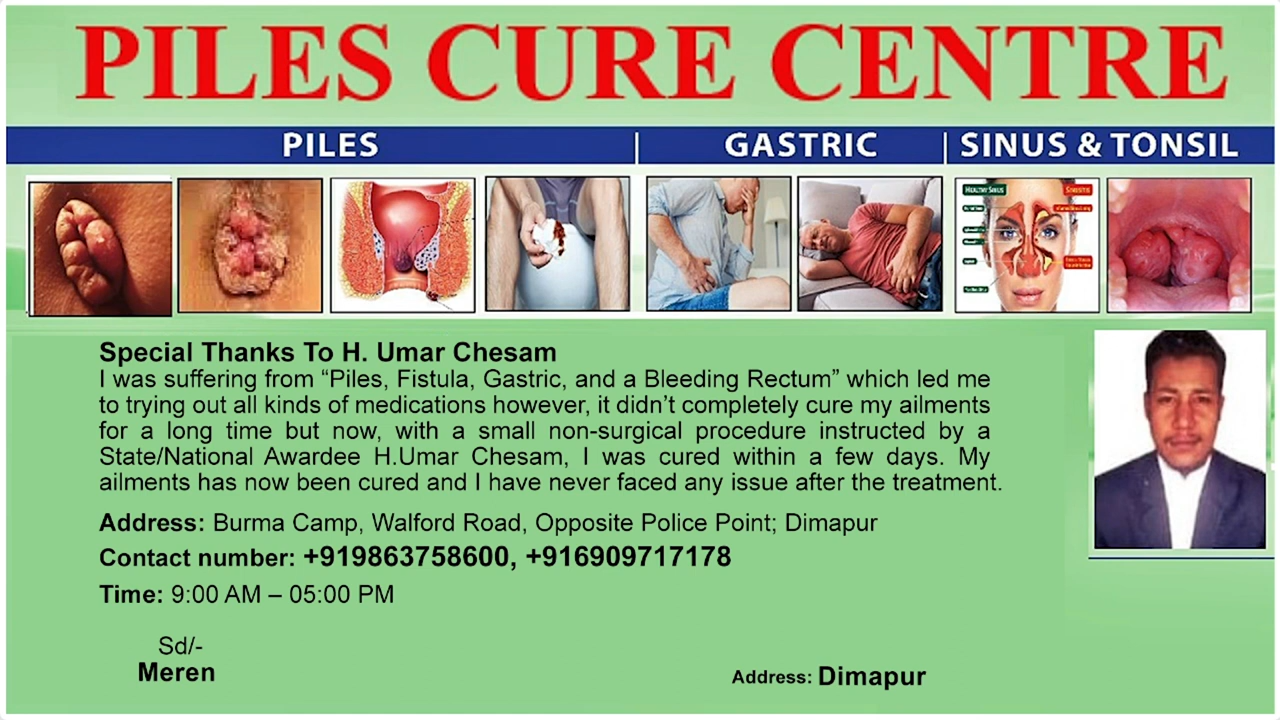 PILES CURE CENTRE
PILES | GASTRIC | SINUS & TONSIL
HEALTHY SINUS
SINUSITIS
Special Thanks To H. Umar Chesam
I was suffering from “Piles, Fistula, Gastric, and a Bleeding Rectum” which led me
to trying out all kinds of medications however, it didn’t completely cure my ailments
for a long time but now, with a small non-surgical procedure instructed by a
State/National Awardee H.Umar Chesam, I was cured within a few days. My
ailments has now been cured and I have never faced any issue after the treatment.
Address: Burma Camp, Walford Road, Opposite Police Point; Dimapur
Contact number: +919863758600, +916909717178
Time: 9:00 AM – 05:00 PM
Sd/-
Meren
Address: Dimapur